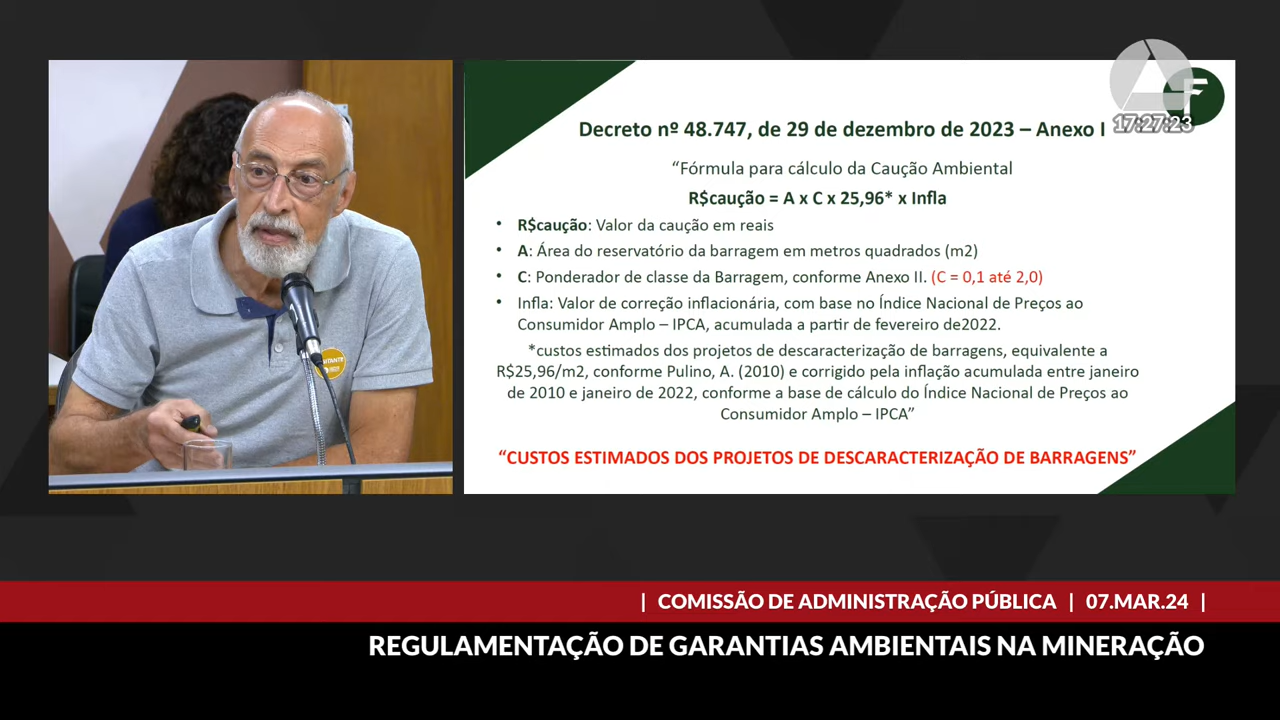 17:27:23
Decreto nº 48.747, de 29 de dezembro de 2023 – Anexo I
“Fórmula para cálculo da Caução Ambiental
R$caução = A x C x 25,96* x Infla
• R$caução: Valor da caução em reais
• A: Área do reservatório da barragem em metros quadrados (m2)
• C: Ponderador de classe da Barragem, conforme Anexo II. (C = 0,1 até 2,0)
• Infla: Valor de correção inflacionária, com base no Índice Nacional de Preços ao
Consumidor Amplo – IPCA, acumulada a partir de fevereiro de2022.
*custos estimados dos projetos de descaracterização de barragens, equivalente a
R$25,96/m2, conforme Pulino, A. (2010) e corrigido pela inflação acumulada entre janeiro
de 2010 e janeiro de 2022, conforme a base de cálculo do Índice Nacional de Preços ao
Consumidor Amplo – IPCA”
“CUSTOS ESTIMADOS DOS PROJETOS DE DESCARACTERIZAÇÃO DE BARRAGENS”
| COMISSÃO DE ADMINISTRAÇÃO PÚBLICA | 07.MAR.24 |
REGULAMENTAÇÃO DE GARANTIAS AMBIENTAIS NA MINERAÇÃO